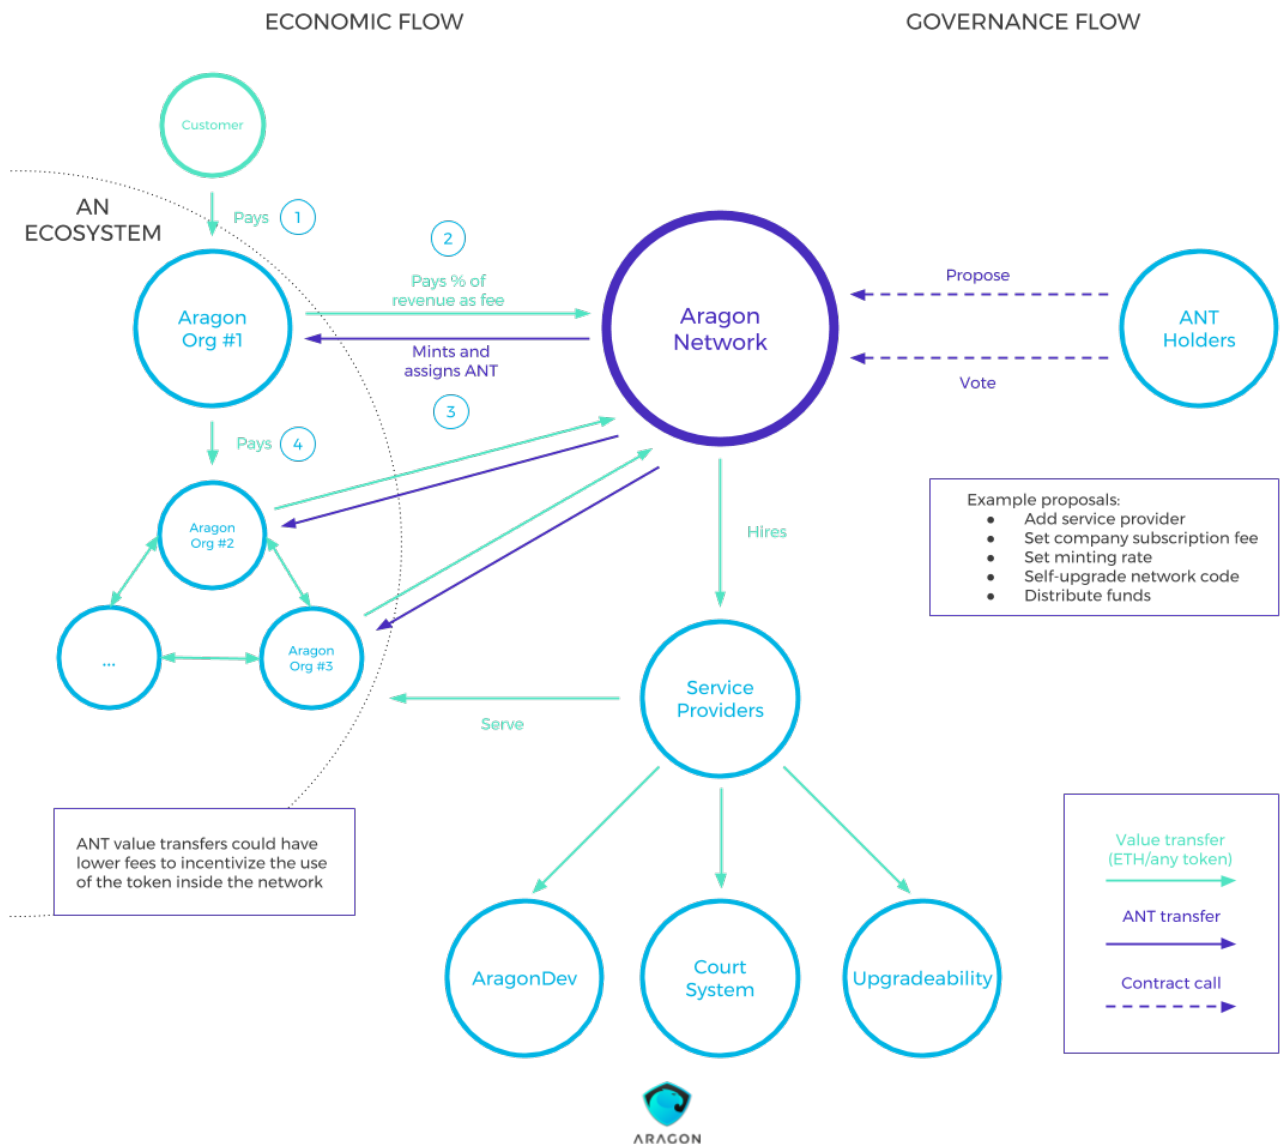 ECONOMIC FLOW
GOVERNANCE FLOW
Customer
AN
ECOSYSTEM
Pays
1
2
Pays % of
revenue as fee
Aragon
Org #1
Mints and
assigns ANT
3
Aragon
Network
Propose
Vote
ANT
Holders
Pays
4
Aragon
Org #2
...
Aragon
Org #3
Hires
Example proposals:
● Add service provider
● Set company subscription fee
● Set minting rate
● Self-upgrade network code
● Distribute funds
Service
Providers
Serve
ANT value transfers could have
lower fees to incentivize the use
of the token inside the network
AragonDev
Court
System
Upgradeability
Value transfer
(ETH/any token)
ANT transfer
Contract call
ARAGON